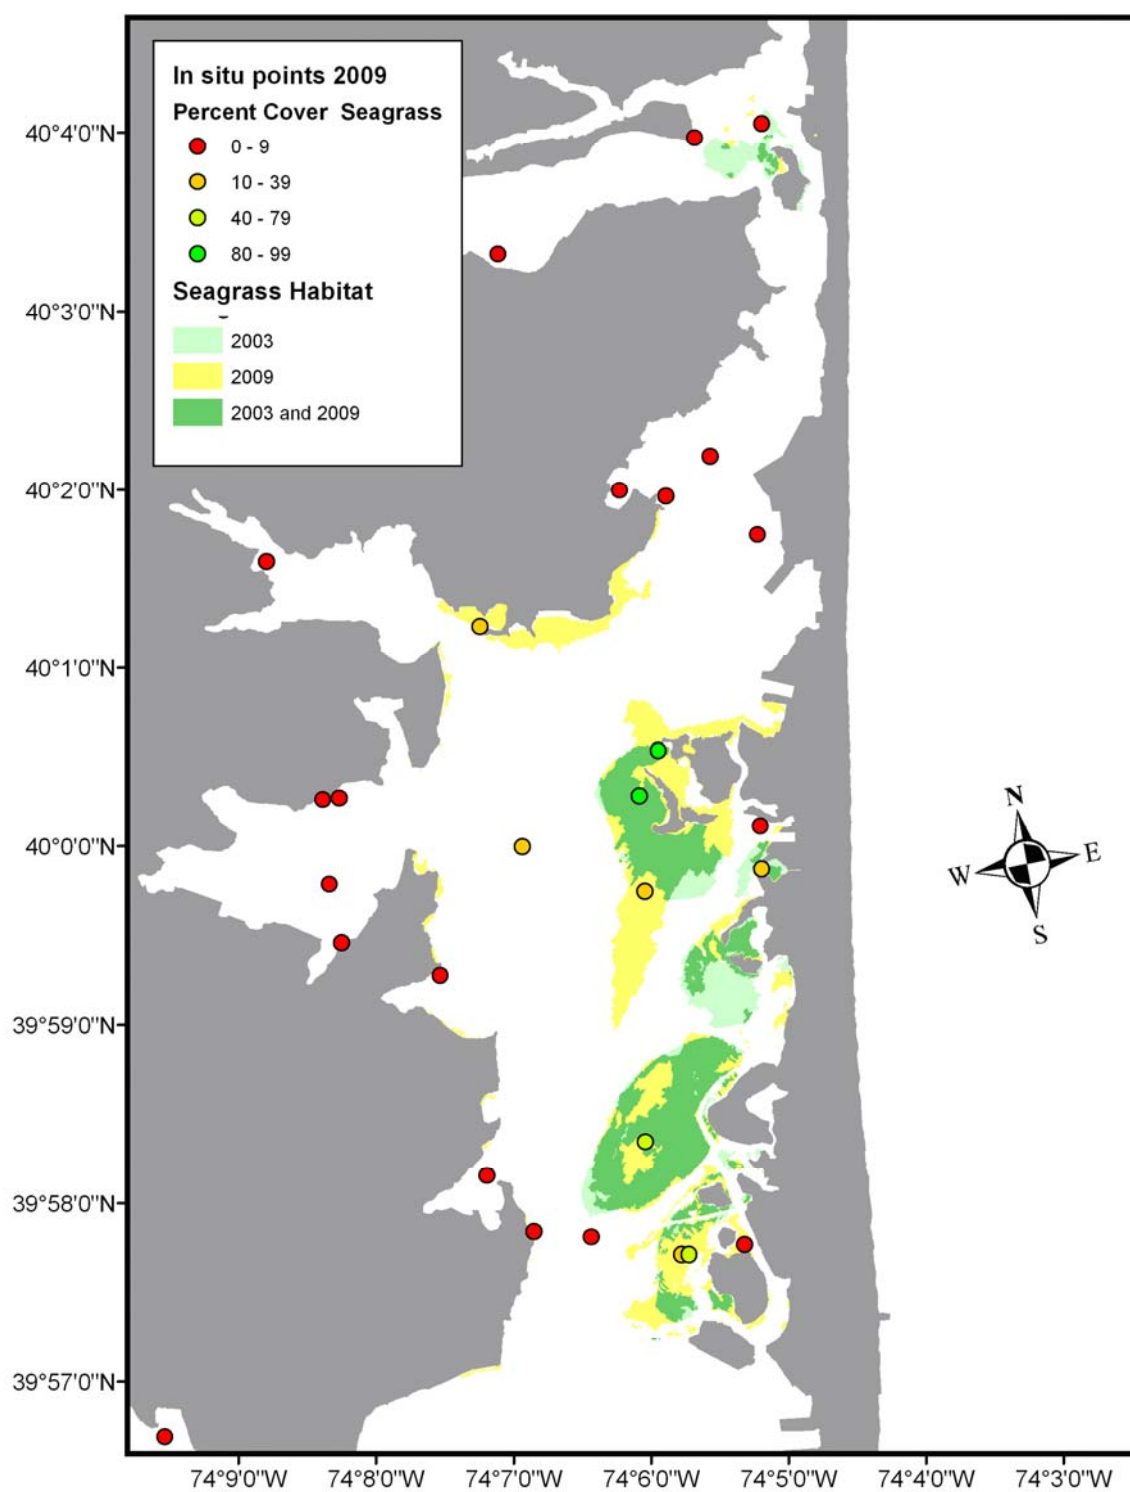 In situ points 2009
Percent Cover Seagrass
0 - 9
10 - 39
40 - 79
80 - 99
Seagrass Habitat
2003
2009
2003 and 2009
40°4'0"N
40°3'0"N
40°2'0"N
40°1'0"N
40°0'0"N
39°59'0"N
39°58'0"N
39°57'0"N
N
W E
S
74°9'0"W 74°8'0"W 74°7'0"W 74°6'0"W 74°5'0"W 74°4'0"W 74°3'0"W